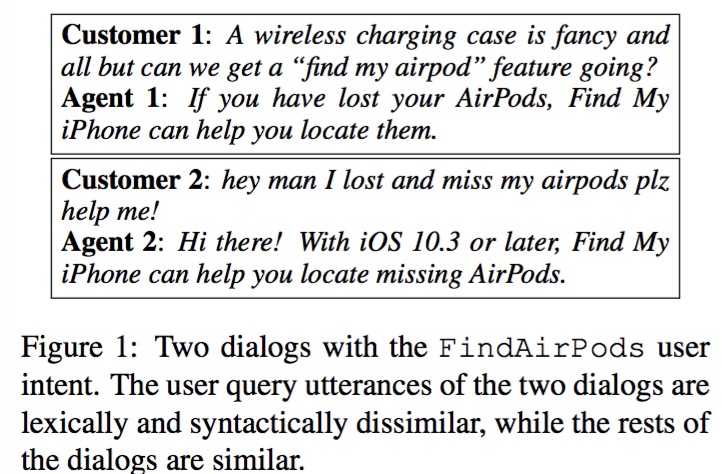 Customer 1: A wireless charging case is fancy and
all but can we get a “find my airpod” feature going?
Agent 1: If you have lost your AirPods, Find My
iPhone can help you locate them.
Customer 2: hey man I lost and miss my airpods plz
help me!
Agent 2: Hi there! With iOS 10.3 or later, Find My
iPhone can help you locate missing AirPods.
Figure 1: Two dialogs with the FindAirPods user
intent. The user query utterances of the two dialogs are
lexically and syntactically dissimilar, while the rests of
the dialogs are similar.